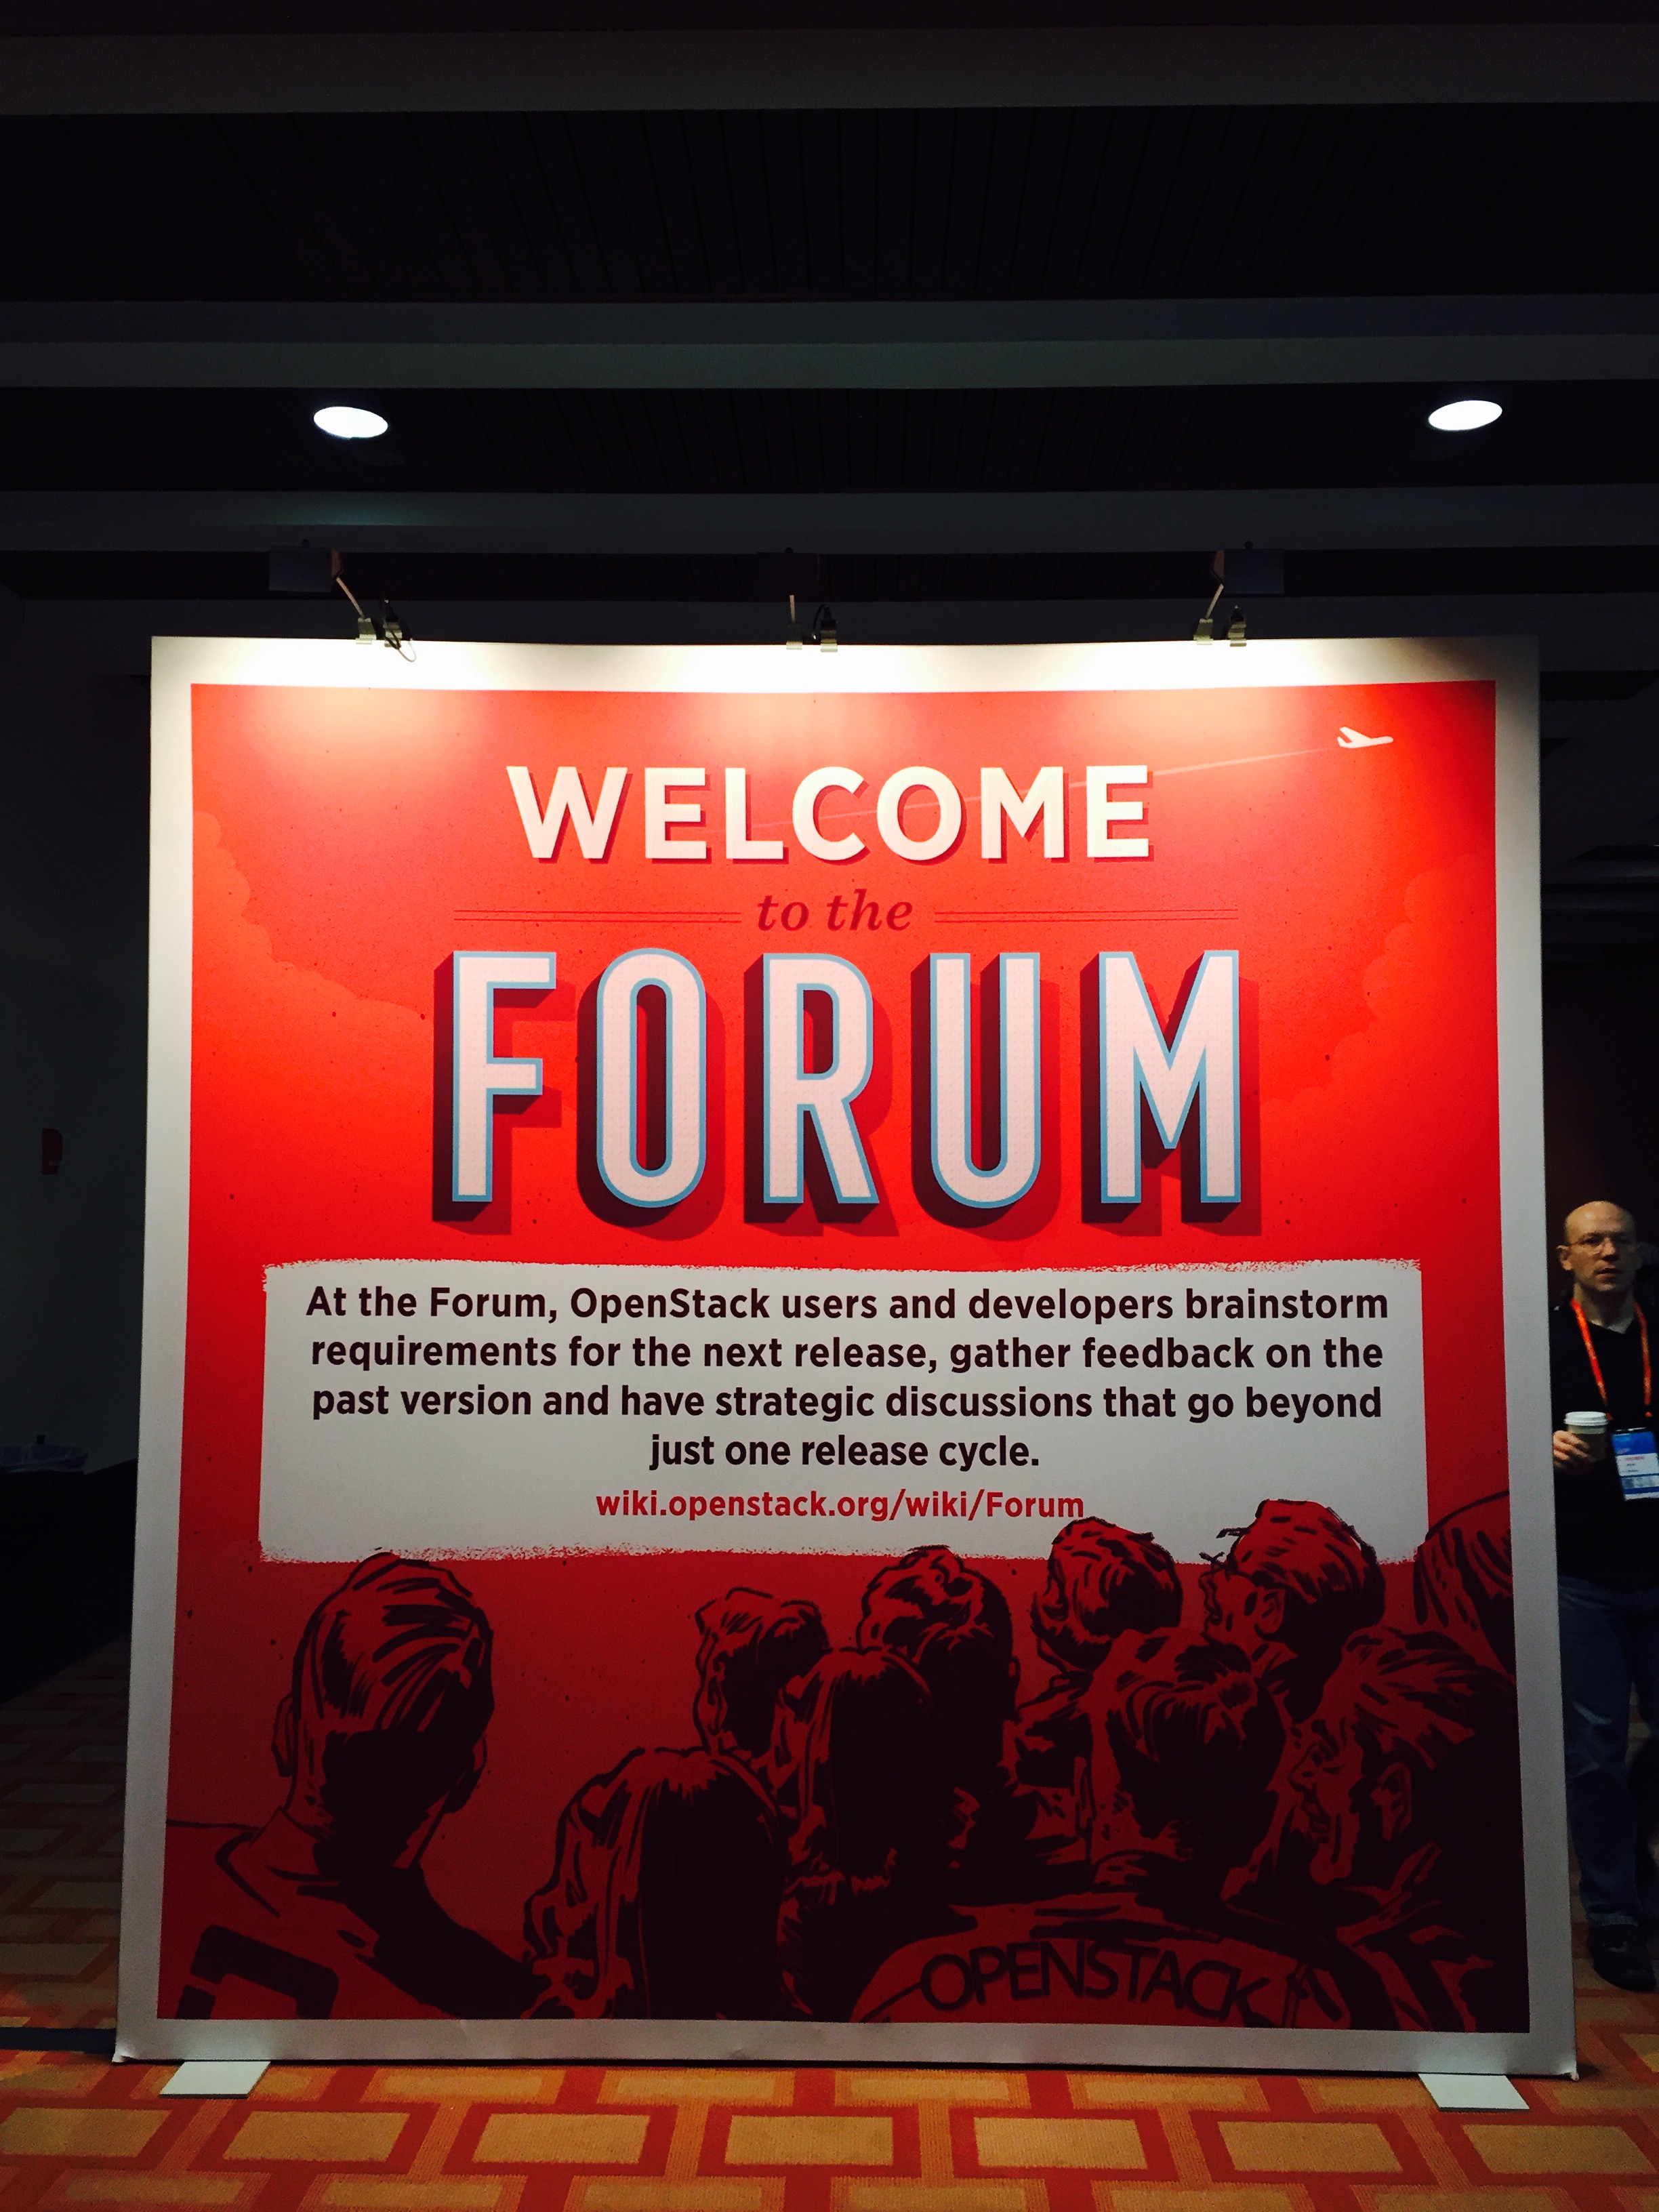 WELCOME
to the
FORUM
At the Forum, OpenStack users and developers brainstorm
requirements for the next release, gather feedback on the
past version and have strategic discussions that go beyond
just one release cycle.
wiki.openstack.org/wiki/Forum
OPENSTACK